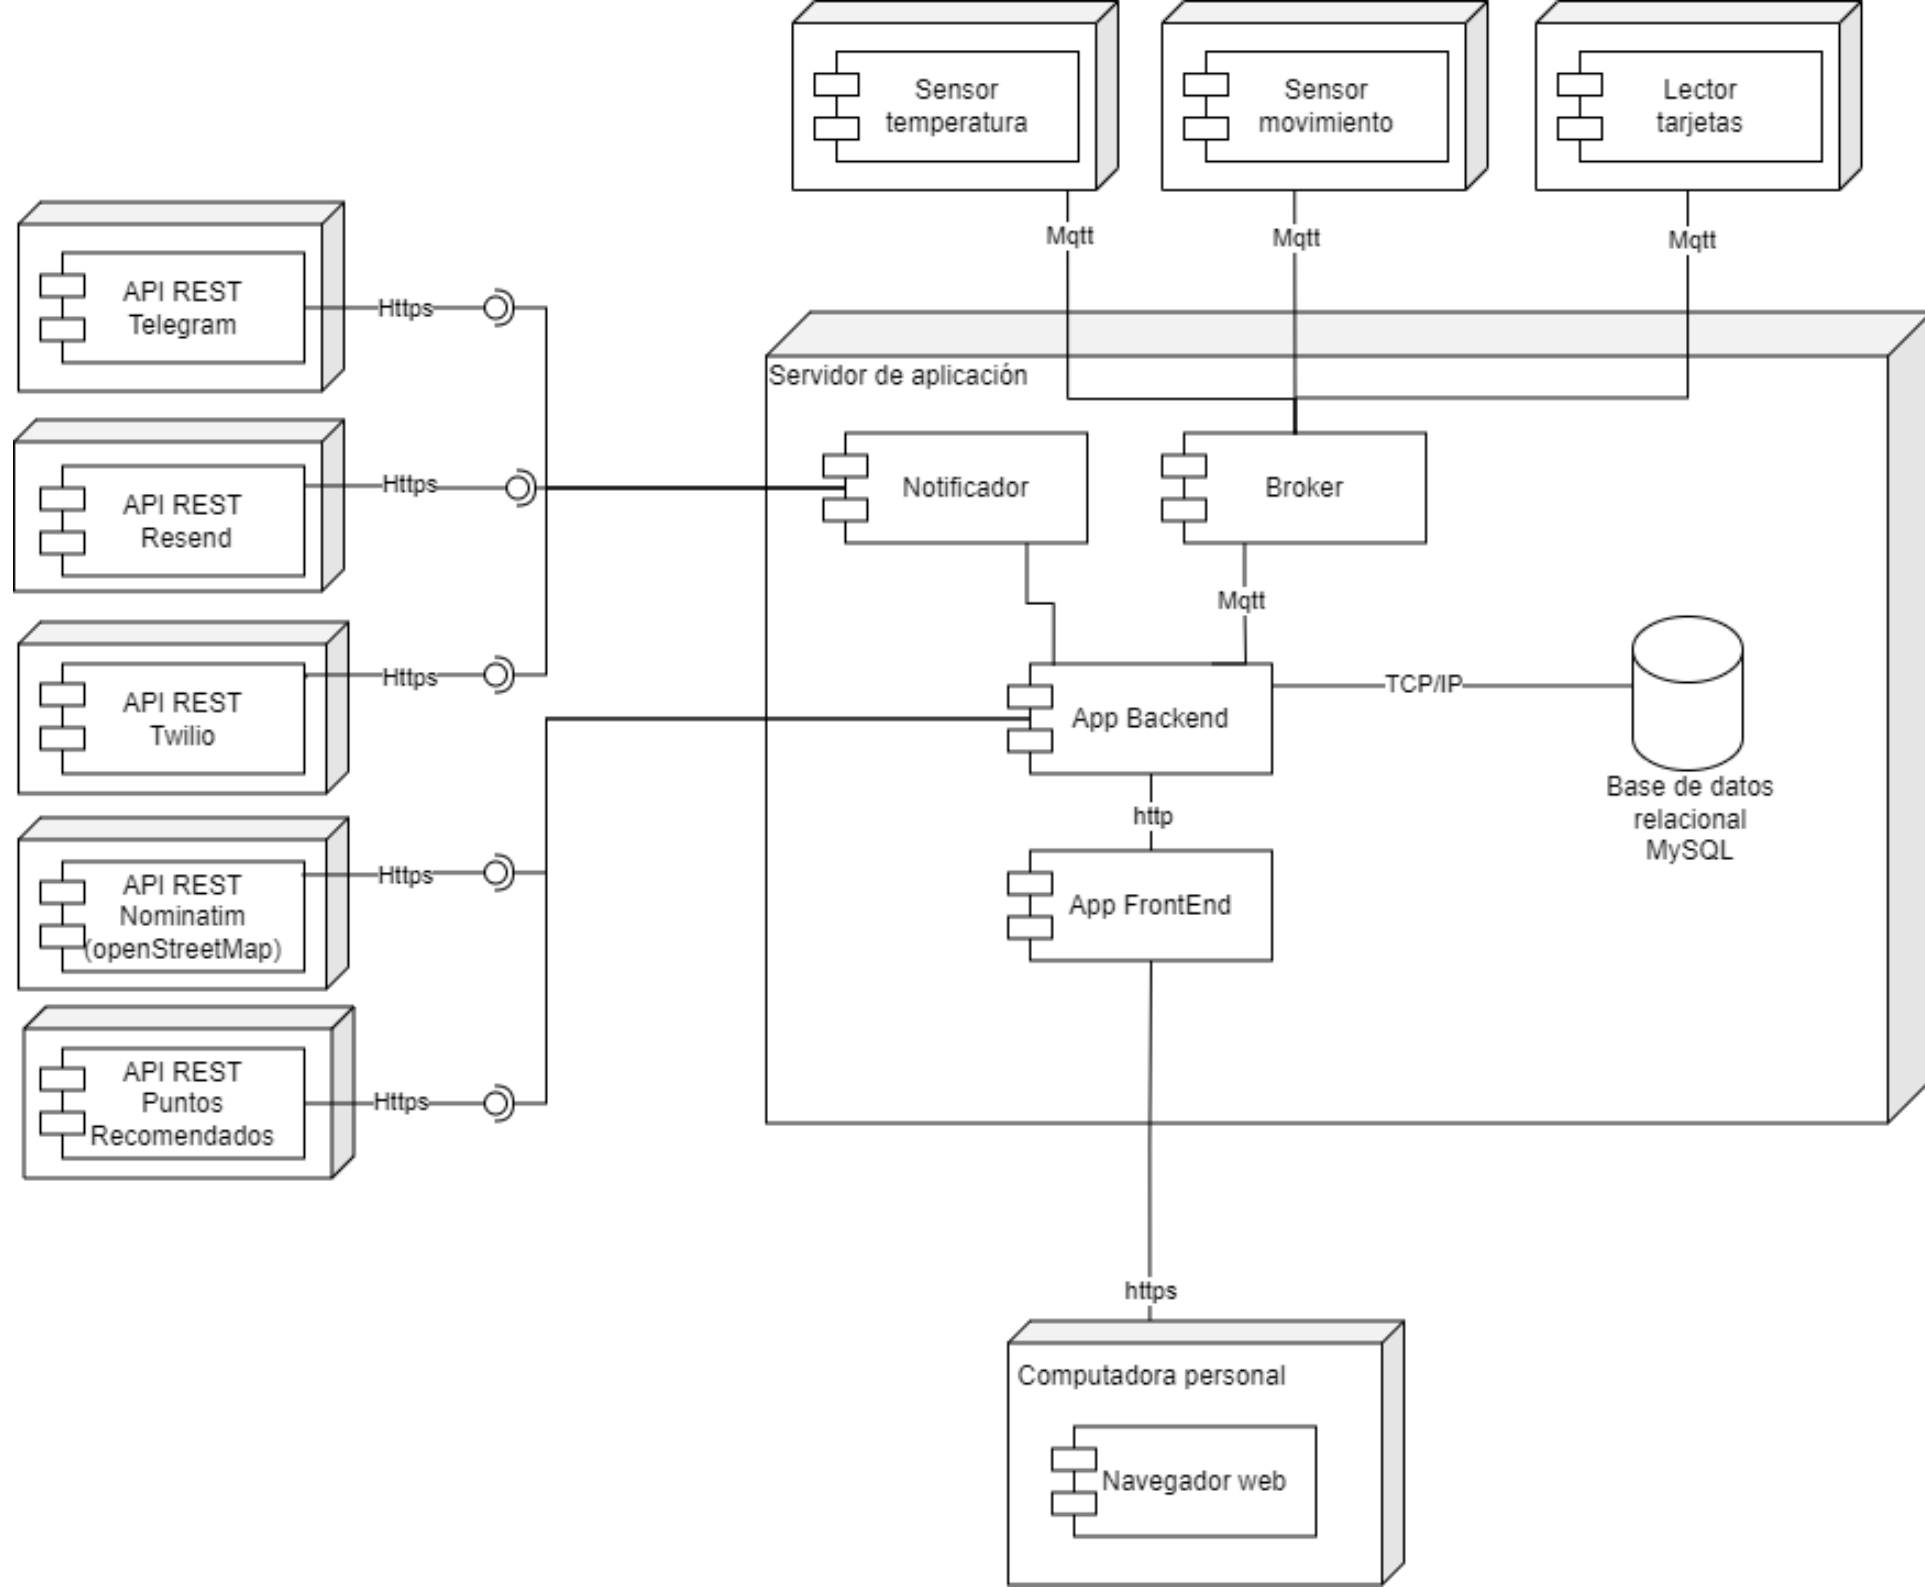 Sensor
temperatura
Sensor
movimiento
Lector
tarjetas
Mqtt
Mqtt
Mqtt
API REST
Telegram
Https
Servidor de aplicación
API REST
Resend
Https
Notificador
Broker
Mqtt
API REST
Twilio
Https
App Backend
TCP/IP
Base de datos
relacional
MySQL
http
API REST
Nominatim
(openStreetMap)
Https
App FrontEnd
API REST
Puntos
Recomendados
Https
https
Computadora personal
Navegador web